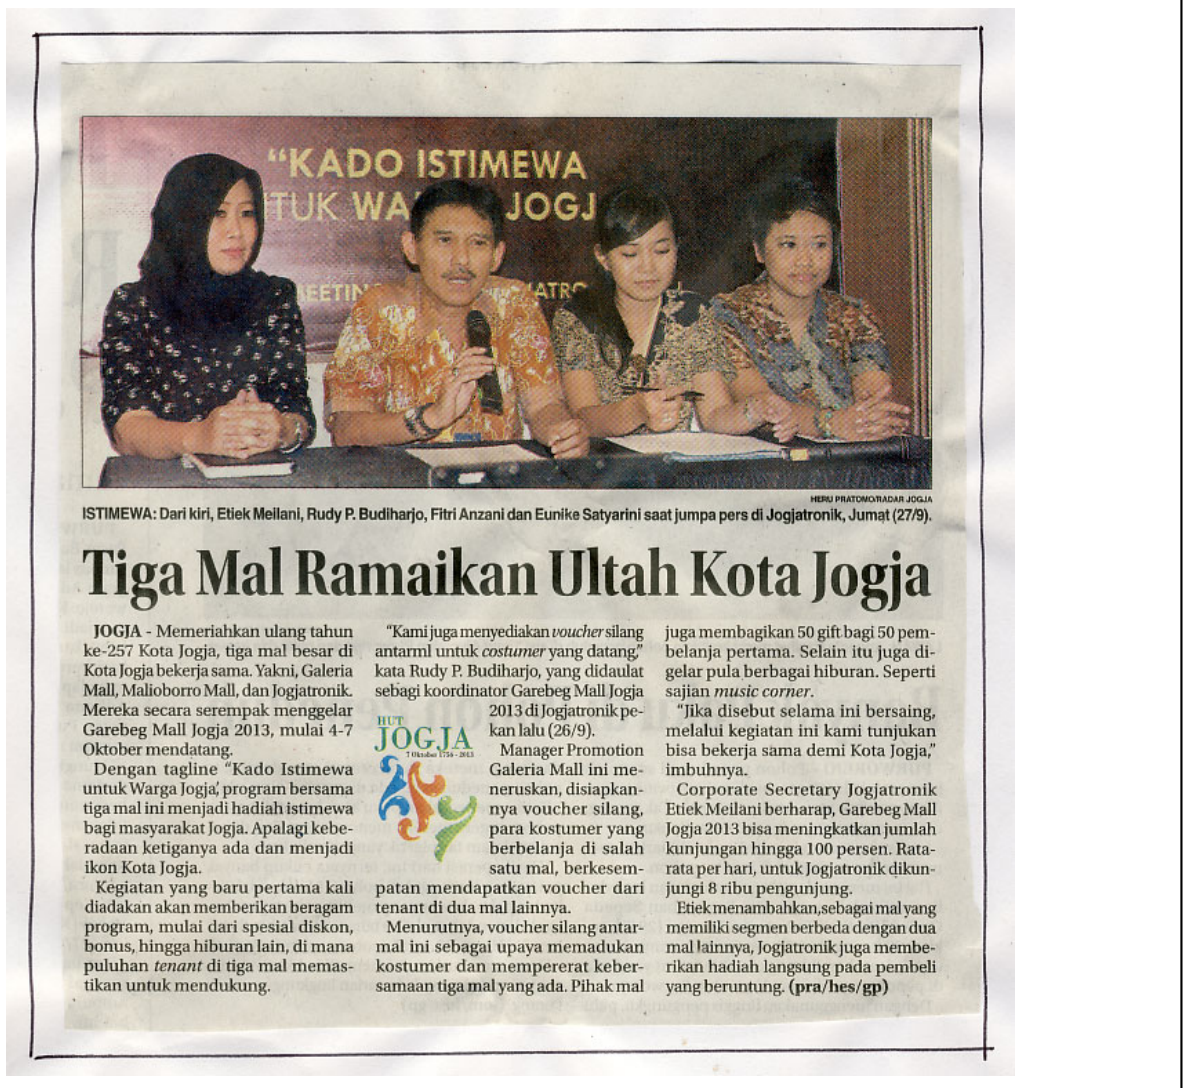 “KADO ISTIMEWA
TUK WA JOGJ
ATRO
HERU PRATOMO/RADAR JOGJA
ISTIMEWA: Dari kiri, Etiek Meilani, Rudy P. Budiharjo, Fitri Anzani dan Eunike Satyarini saat jumpa pers di Jogjatronik, Jumat (27/9).
Tiga Mal Ramaikan Ultah Kota Jogja
JOGJA - Memeriahkan ulang tahun
ke-257 Kota Jogja, tiga mal besar di
Kota Jogja bekerja sama. Yakni, Galeria
Mall, Malioboro Mall, dan Jogjatronik.
Mereka secara serempak menggelar
Garebeg Mall Jogja 2013, mulai 4-7
Oktober mendatang.
Dengan tagline “Kado Istimewa
untuk Warga Jogja”, program bersama
tiga mal ini menjadi hadiah istimewa
bagi masyarakat Jogja. Apalagi kebe-
radaan ketiganya ada dan menjadi
ikon Kota Jogja.
Kegiatan yang baru pertama kali
diadakan akan memberikan beragam
program, mulai dari spesial diskon,
bonus, hingga hiburan lain, di mana
puluhan tenant di tiga mal memas-
tikan untuk mendukung.
“Kami juga menyediakan voucher silang
antarml untuk costumer yang datang,”
kata Rudy P. Budiharjo, yang didaulat
sebagi koordinator Garebeg Mall Jogja
2013 di Jogjatronik pe-
kan lalu (26/9).
HUT
JOGJA
7 Oktober 1756 - 2013
Manager Promotion
Galeria Mall ini me-
neruskan, disiapkan-
nya voucher silang,
para kostumer yang
berbelanja di salah
satu mal, berkesem-
patan mendapatkan voucher dari
tenant di dua mal lainnya.
Menurutnya, voucher silang antar-
mal ini sebagai upaya memadukan
kostumer dan mempererat keber-
samaan tiga mal yang ada. Pihak mal
juga membagikan 50 gift bagi 50 pem-
belanja pertama. Selain itu juga di-
gelar pula berbagai hiburan. Seperti
sajian music corner.
“Jika disebut selama ini bersaing,
melalui kegiatan ini kami tunjukan
bisa bekerja sama demi Kota Jogja,”
imbuhnya.
Corporate Secretary Jogjatronik
Etiek Meilani berharap, Garebeg Mall
Jogja 2013 bisa meningkatkan jumlah
kunjungan hingga 100 persen. Rata-
rata per hari, untuk Jogjatronik dikun-
jungi 8 ribu pengunjung.
Etiek menambahkan,sebagai mal yang
memiliki segmen berbeda dengan dua
mal lainnya, Jogjatronik juga membe-
rikan hadiah langsung pada pembeli
yang beruntung. (pra/hes/gp)